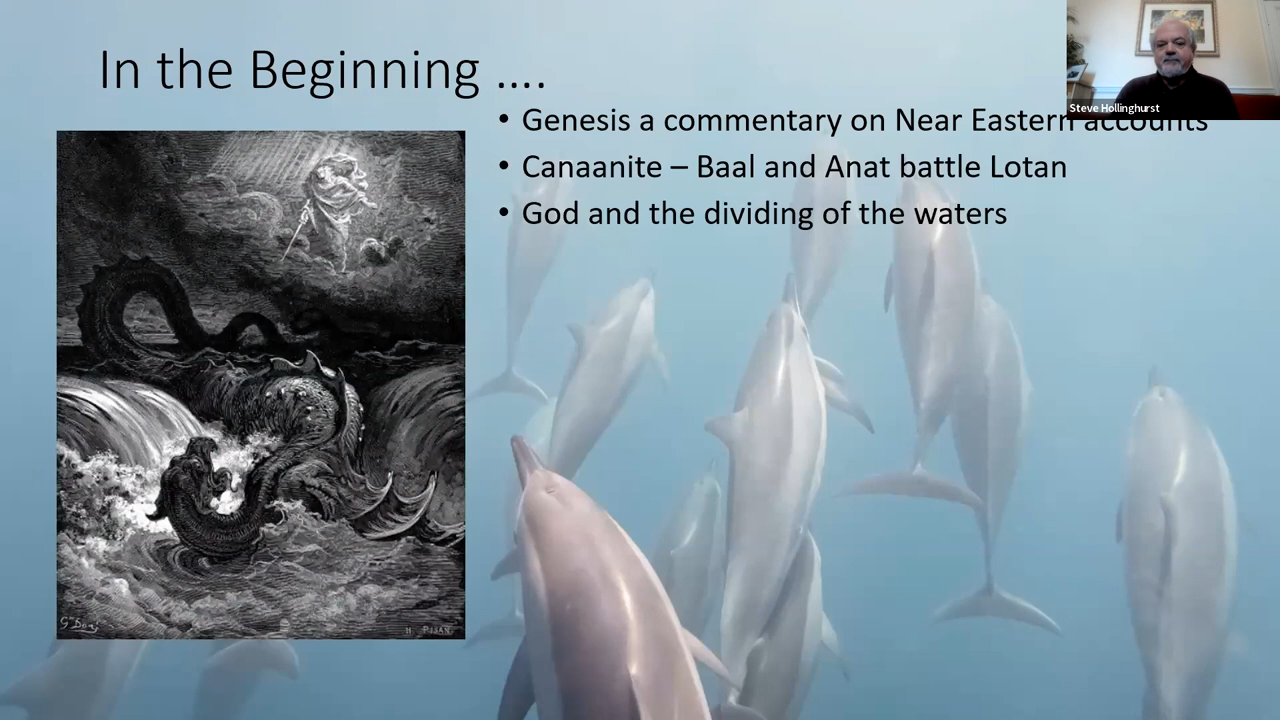 In the Beginning ....
• Genesis a commentary on Near Eastern accounts
• Canaanite – Baal and Anat battle Lotan
• God and the dividing of the waters
Steve Hollinghurst
G. Doré
H. PISAN